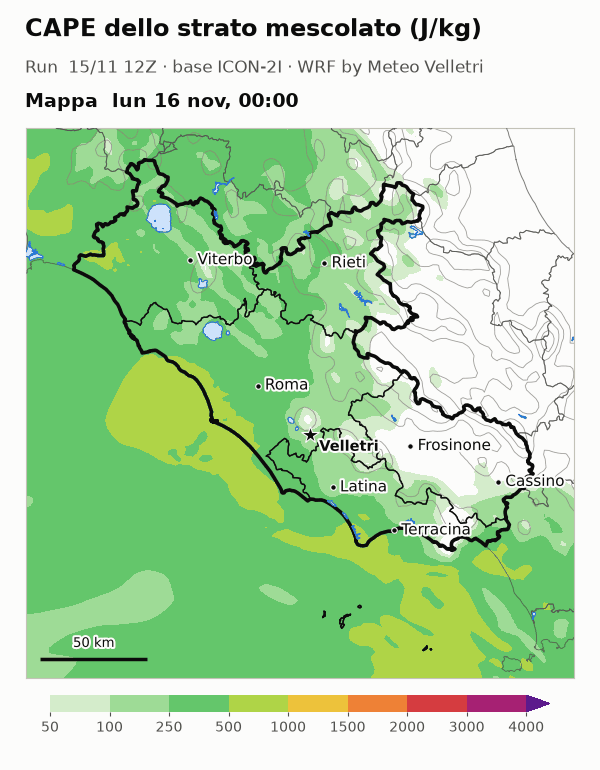 CAPE dello strato mescolato (J/kg)
Run  15/11 12Z · base ICON-2I · WRF by Meteo Velletri
Mappa  lun 16 nov, 00:00
Viterbo
Rieti
Roma
Velletri
Frosinone
Cassino
Latina
Terracina
50 km
50 100 250 500 1000 1500 2000 3000 4000